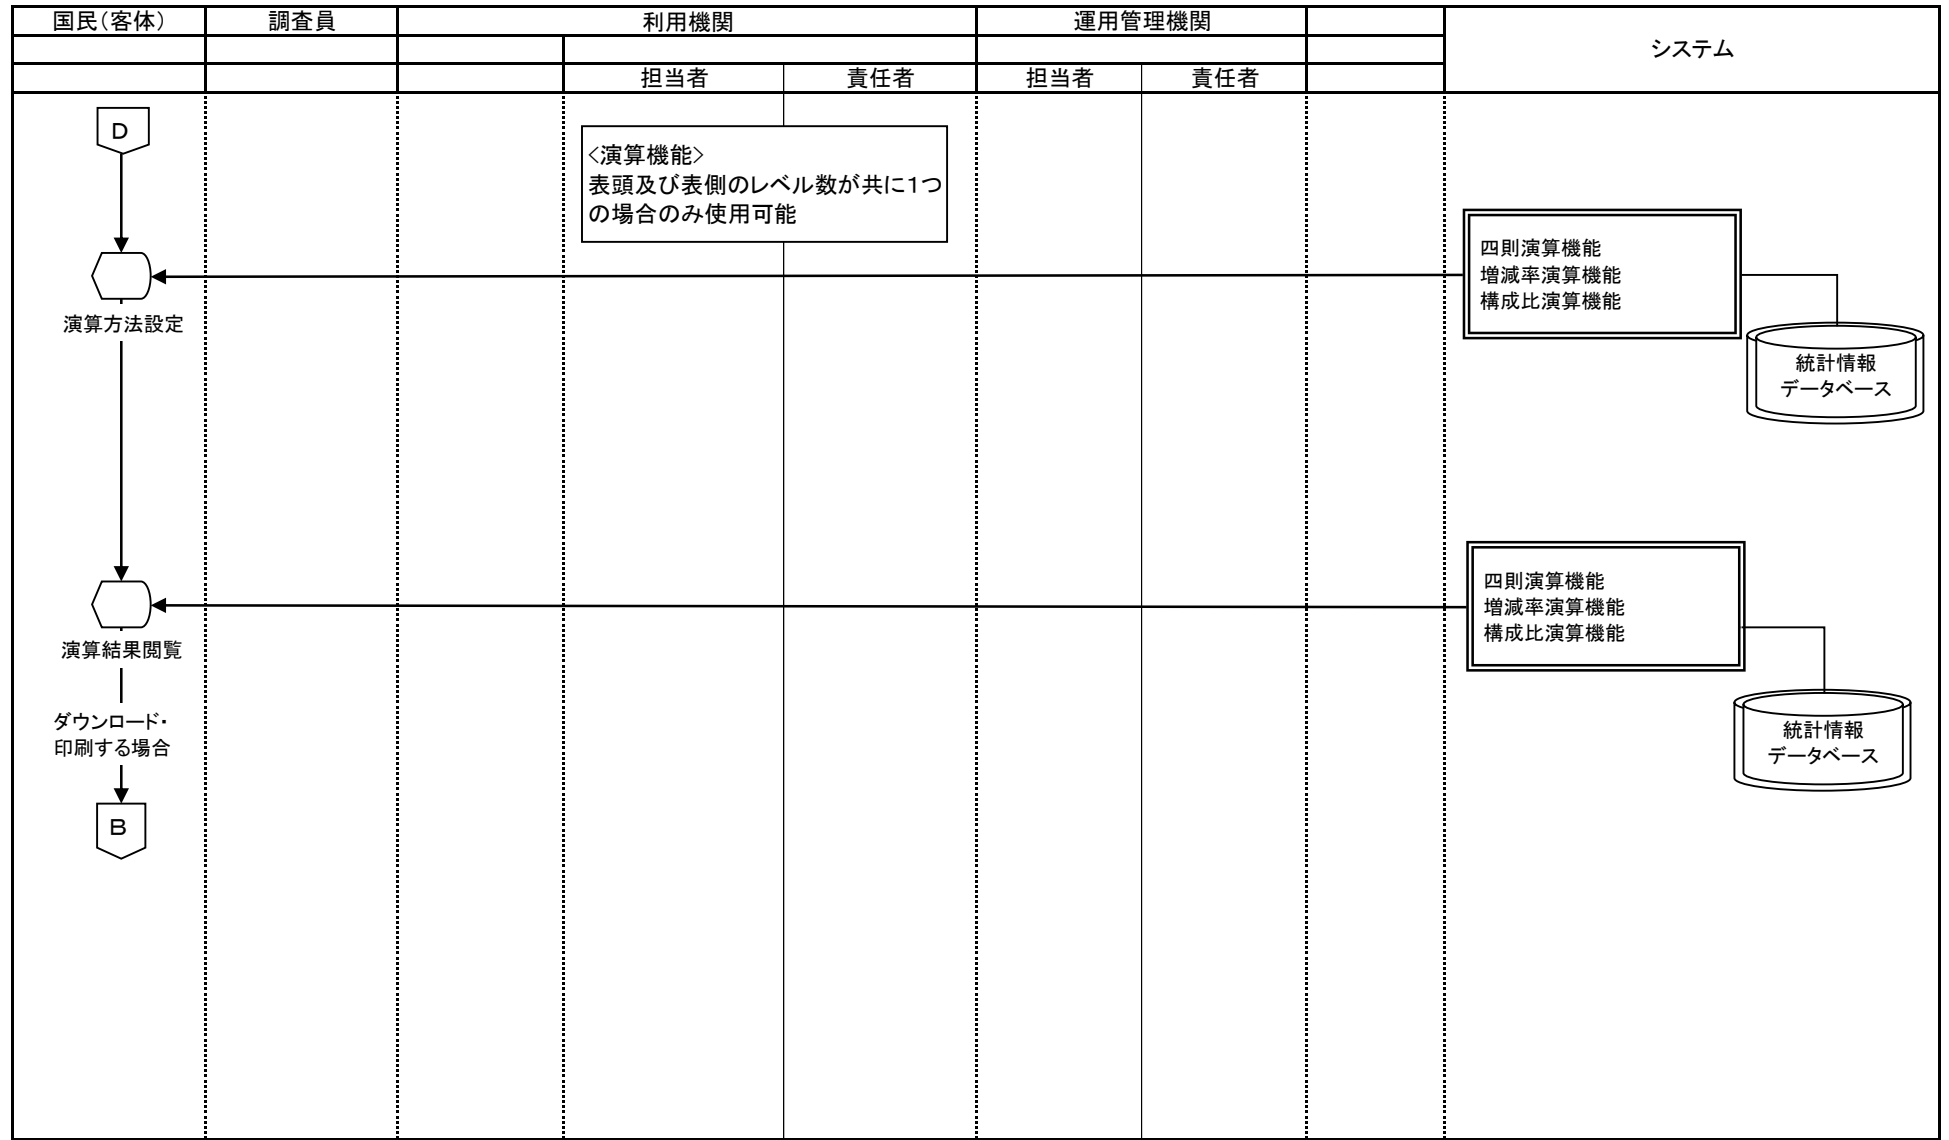 国民（客体）
調査員
利用機関
運用管理機関
システム
担当者
責任者
担当者
責任者
D
<演算機能>
表頭及び表側のレベル数が共に１つ
の場合のみ使用可能
四則演算機能
増減率演算機能
構成比演算機能
演算方法設定
統計情報
データベース
四則演算機能
増減率演算機能
構成比演算機能
演算結果閲覧
ダウンロード・
印刷する場合
統計情報
データベース
B